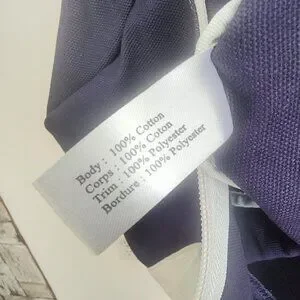 Body : 100% Cotton
Corps : 100% Coton
Trim : 100% Polyester
Bordure : 100% Polyester